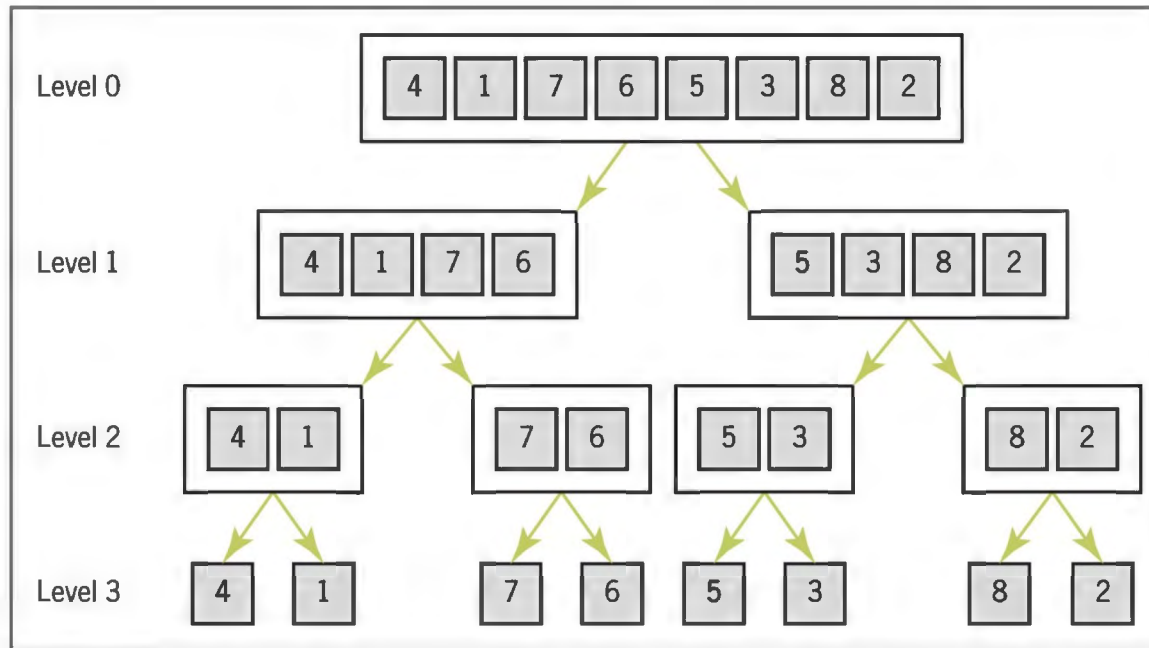 Level 0 4 1 7 6 5 3 8 2
Level 1 4 1 7 6 5 3 8 2
Level 2 4 1 7 6 5 3 8 2
Level 3 4 1 7 6 5 3 8 2